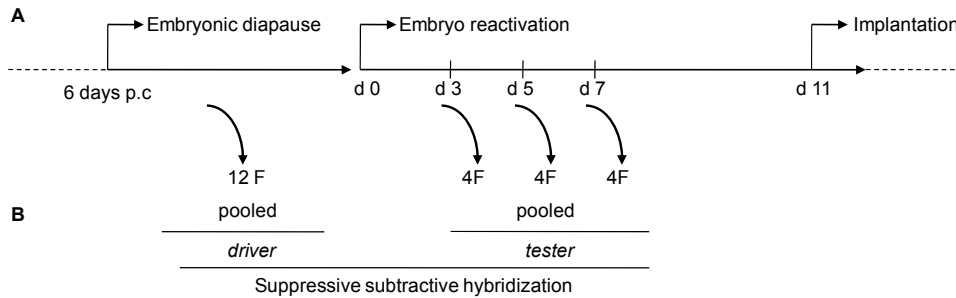 A
Embryonic diapause
Embryo reactivation
Implantation
6 days p.c
d 0
d 3
d 5
d 7
d 11
12 F
4F
4F
4F
B
pooled
pooled
driver
tester
Suppressive subtractive hybridization